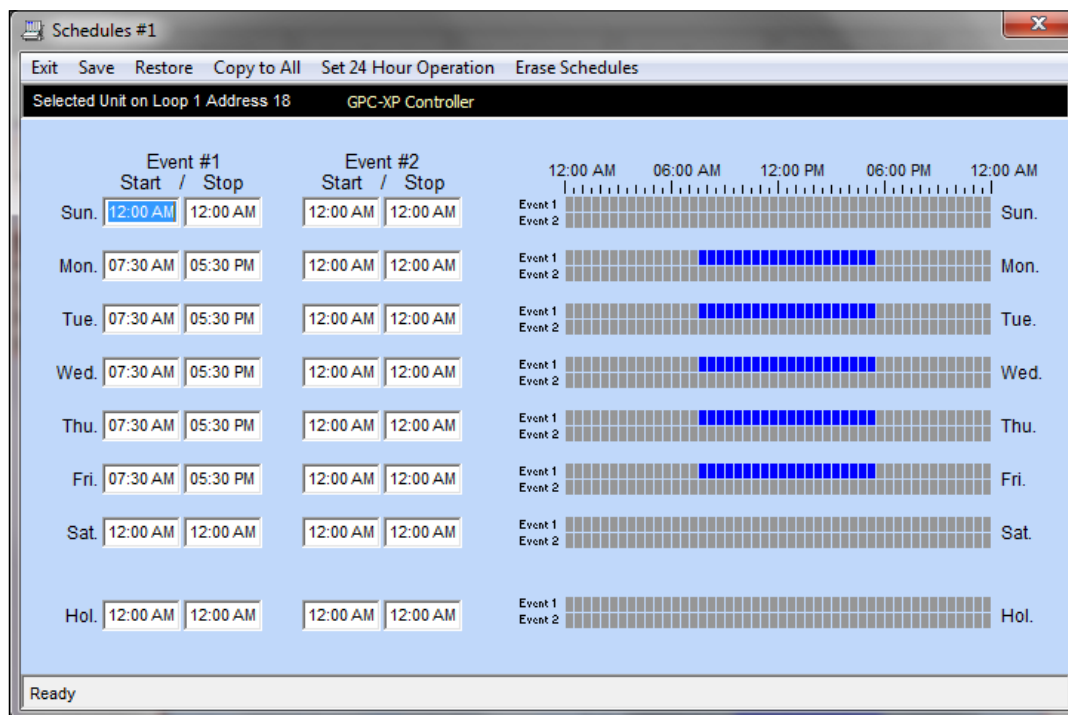 Schedules #1
X
Exit Save Restore Copy to All Set 24 Hour Operation Erase Schedules
Selected Unit on Loop 1 Address 18 GPC-XP Controller
Event #1 Event #2
Start / Stop Start / Stop 12:00 AM 06:00 AM 12:00 PM 06:00 PM 12:00 AM
Sun. 12:00 AM 12:00 AM 12:00 AM 12:00 AM Event 1 Sun.
Event 2
Mon. 07:30 AM 05:30 PM 12:00 AM 12:00 AM Event 1 Mon.
Event 2
Tue. 07:30 AM 05:30 PM 12:00 AM 12:00 AM Event 1 Tue.
Event 2
Wed. 07:30 AM 05:30 PM 12:00 AM 12:00 AM Event 1 Wed.
Event 2
Thu. 07:30 AM 05:30 PM 12:00 AM 12:00 AM Event 1 Thu.
Event 2
Fri. 07:30 AM 05:30 PM 12:00 AM 12:00 AM Event 1 Fri.
Event 2
Sat. 12:00 AM 12:00 AM 12:00 AM 12:00 AM Event 1 Sat.
Event 2
Hol. 12:00 AM 12:00 AM 12:00 AM 12:00 AM Event 1 Hol.
Event 2
Ready